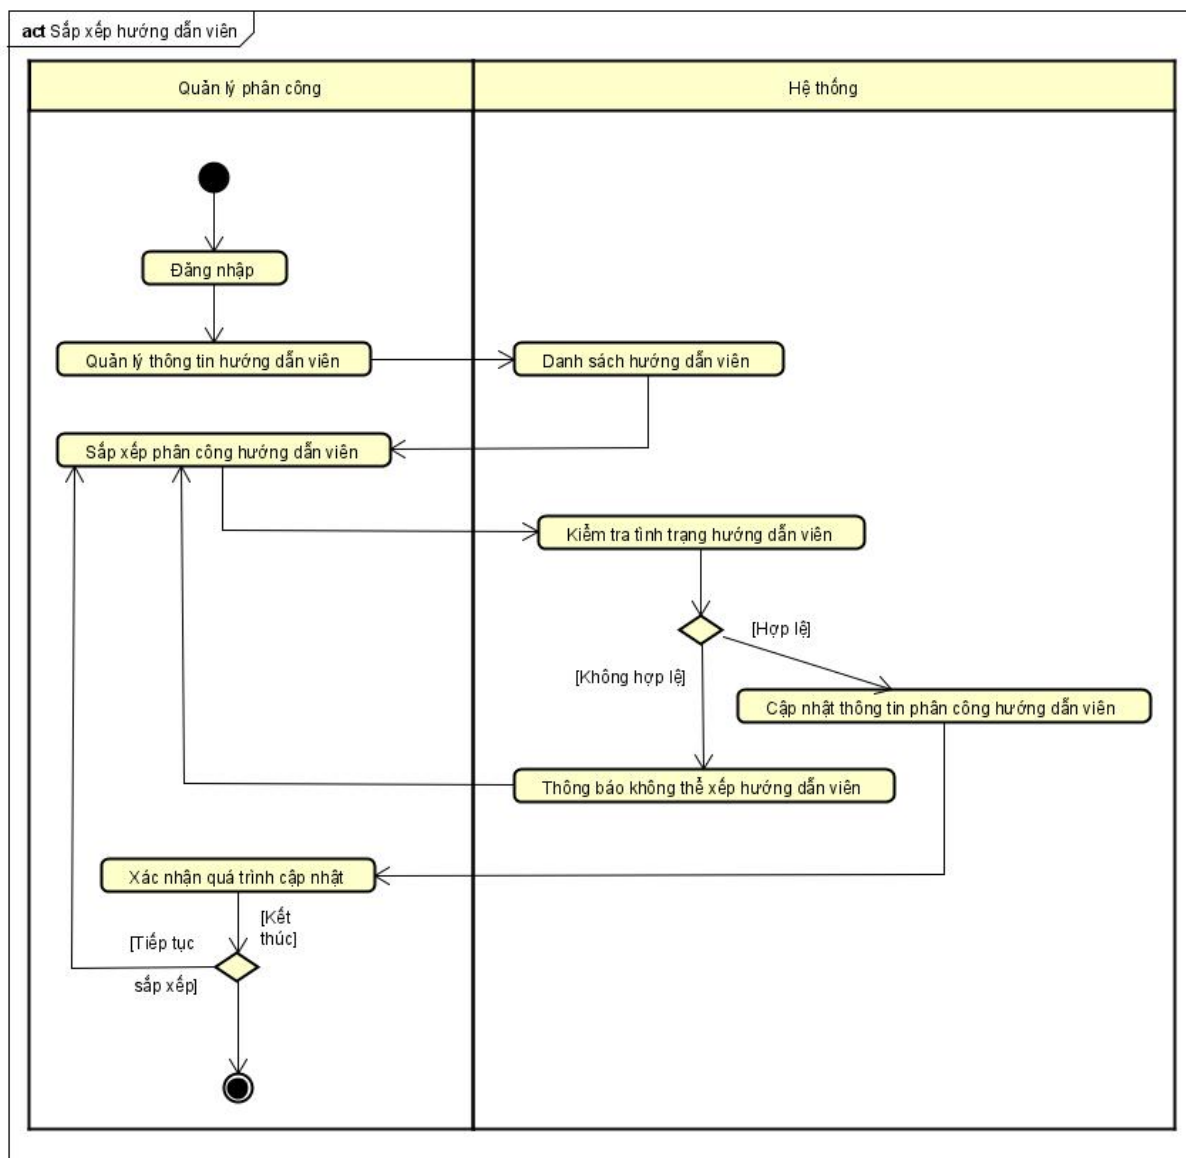 act Sắp xếp hướng dẫn viên
Quản lý phân công
Hệ thống
Đăng nhập
Quản lý thông tin hướng dẫn viên
Danh sách hướng dẫn viên
Sắp xếp phân công hướng dẫn viên
Kiểm tra tình trạng hướng dẫn viên
[Hợp lệ]
[Không hợp lệ]
Cập nhật thông tin phân công hướng dẫn viên
Thông báo không thể xếp hướng dẫn viên
Xác nhận quá trình cập nhật
[Kết
thúc]
[Tiếp tục
sắp xếp]